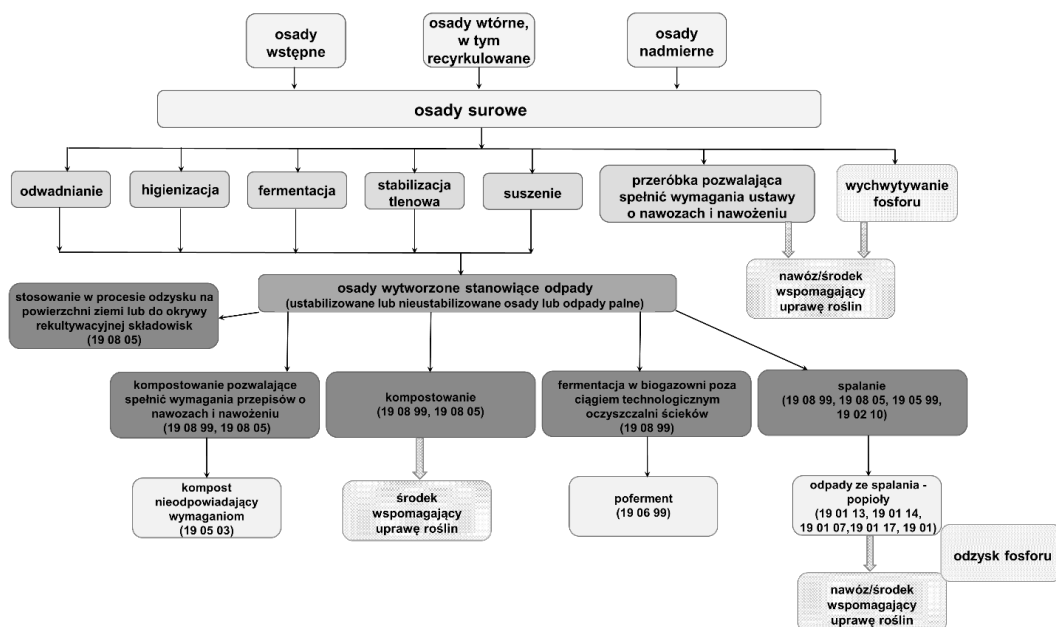 osady
wstępne
osady wtórne,
w tym
recyrkulowane
osady
nadmierne
osady surowe
odwadnianie
higienizacja
fermentacja
stabilizacja
tlenowa
suszenie
przeróbka pozwalająca
spełnić wymagania ustawy
o nawozach i nawożeniu
wychwytywanie
fosforu
nawóz/środek
wspomagający
uprawę roślin
osady wytworzone stanowiące odpady
(ustabilizowane lub nieustabilizowane osady lub odpady palne)
stosowanie w procesie odzysku na
powierzchni ziemi lub do okrywy
rekultywacyjnej składowisk
(19 08 05)
kompostowanie pozwalające
spełnić wymagania przepisów o
nawozach i nawożeniu
(19 08 99, 19 08 05)
kompostowanie
(19 08 99, 19 08 05)
fermentacja w biogazowni poza
ciągiem technologicznym
oczyszczalni ścieków
(19 08 99)
spalanie
(19 08 99, 19 08 05, 19 05 99,
19 02 10)
kompost
nieodpowiadający
wymaganiom
(19 05 03)
środek
wspomagający
uprawę roślin
poferment
(19 06 99)
odpady ze spalania -
popioły
(19 01 13, 19 01 14,
19 01 07,19 01 17, 19 01)
odzysk fosforu
nawóz/środek
wspomagający
uprawę roślin